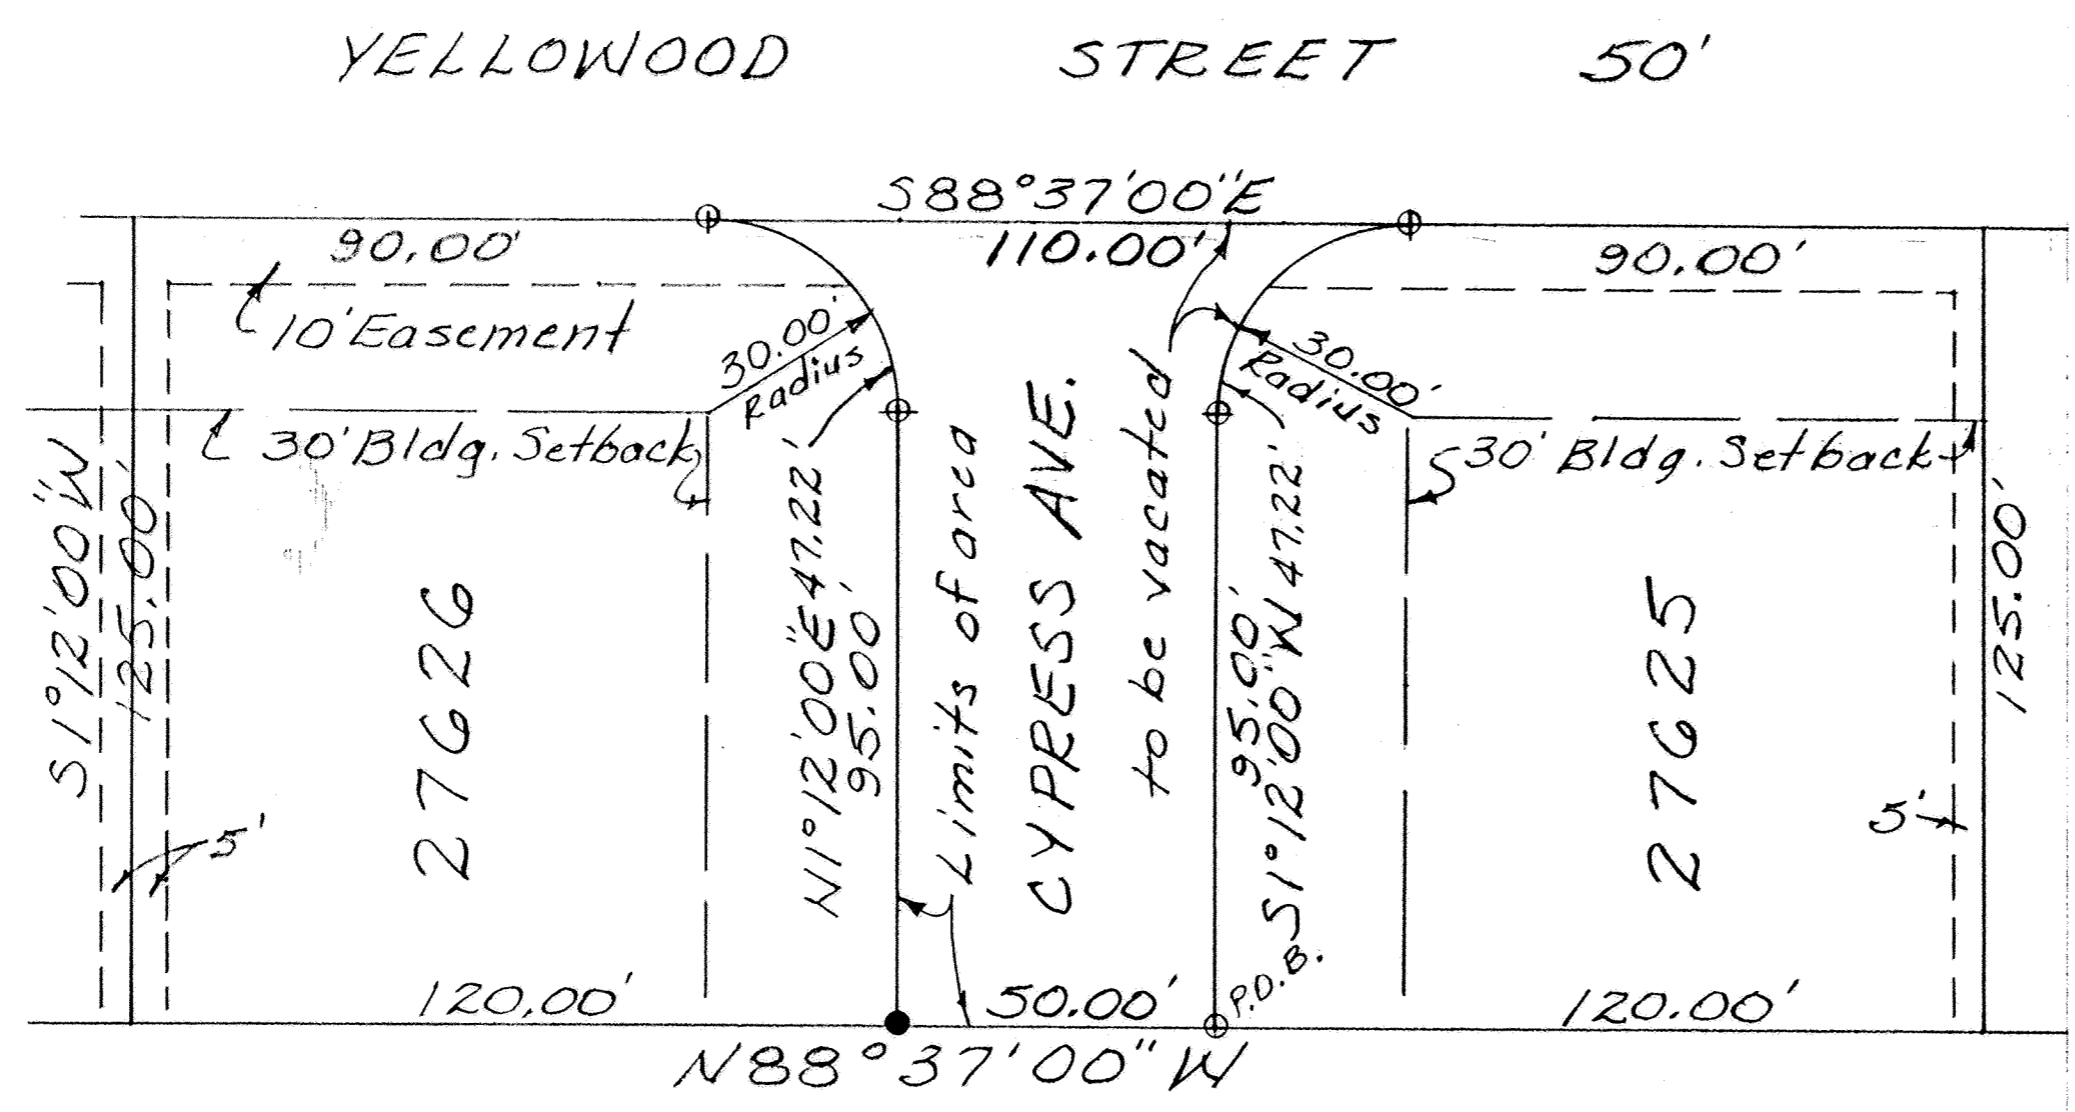 YELLOWOOD STREET 50'
S88°37'00"E
90.00'
110.00'
90.00'
10' Easement
30.00'
Radius
30.00'
Radius
30' Bldg. Setback
30' Bldg. Setback
S1°12'00"W
125.00'
27626
N1°12'00"E 47.22'
95.00'
Limits of area
CYPRESS AVE.
to be vacated
95.00'
S1°12'00"W 47.22'
27625
125.00'
5'
5'
P.O.B.
120.00'
50.00'
120.00'
N88°37'00"W